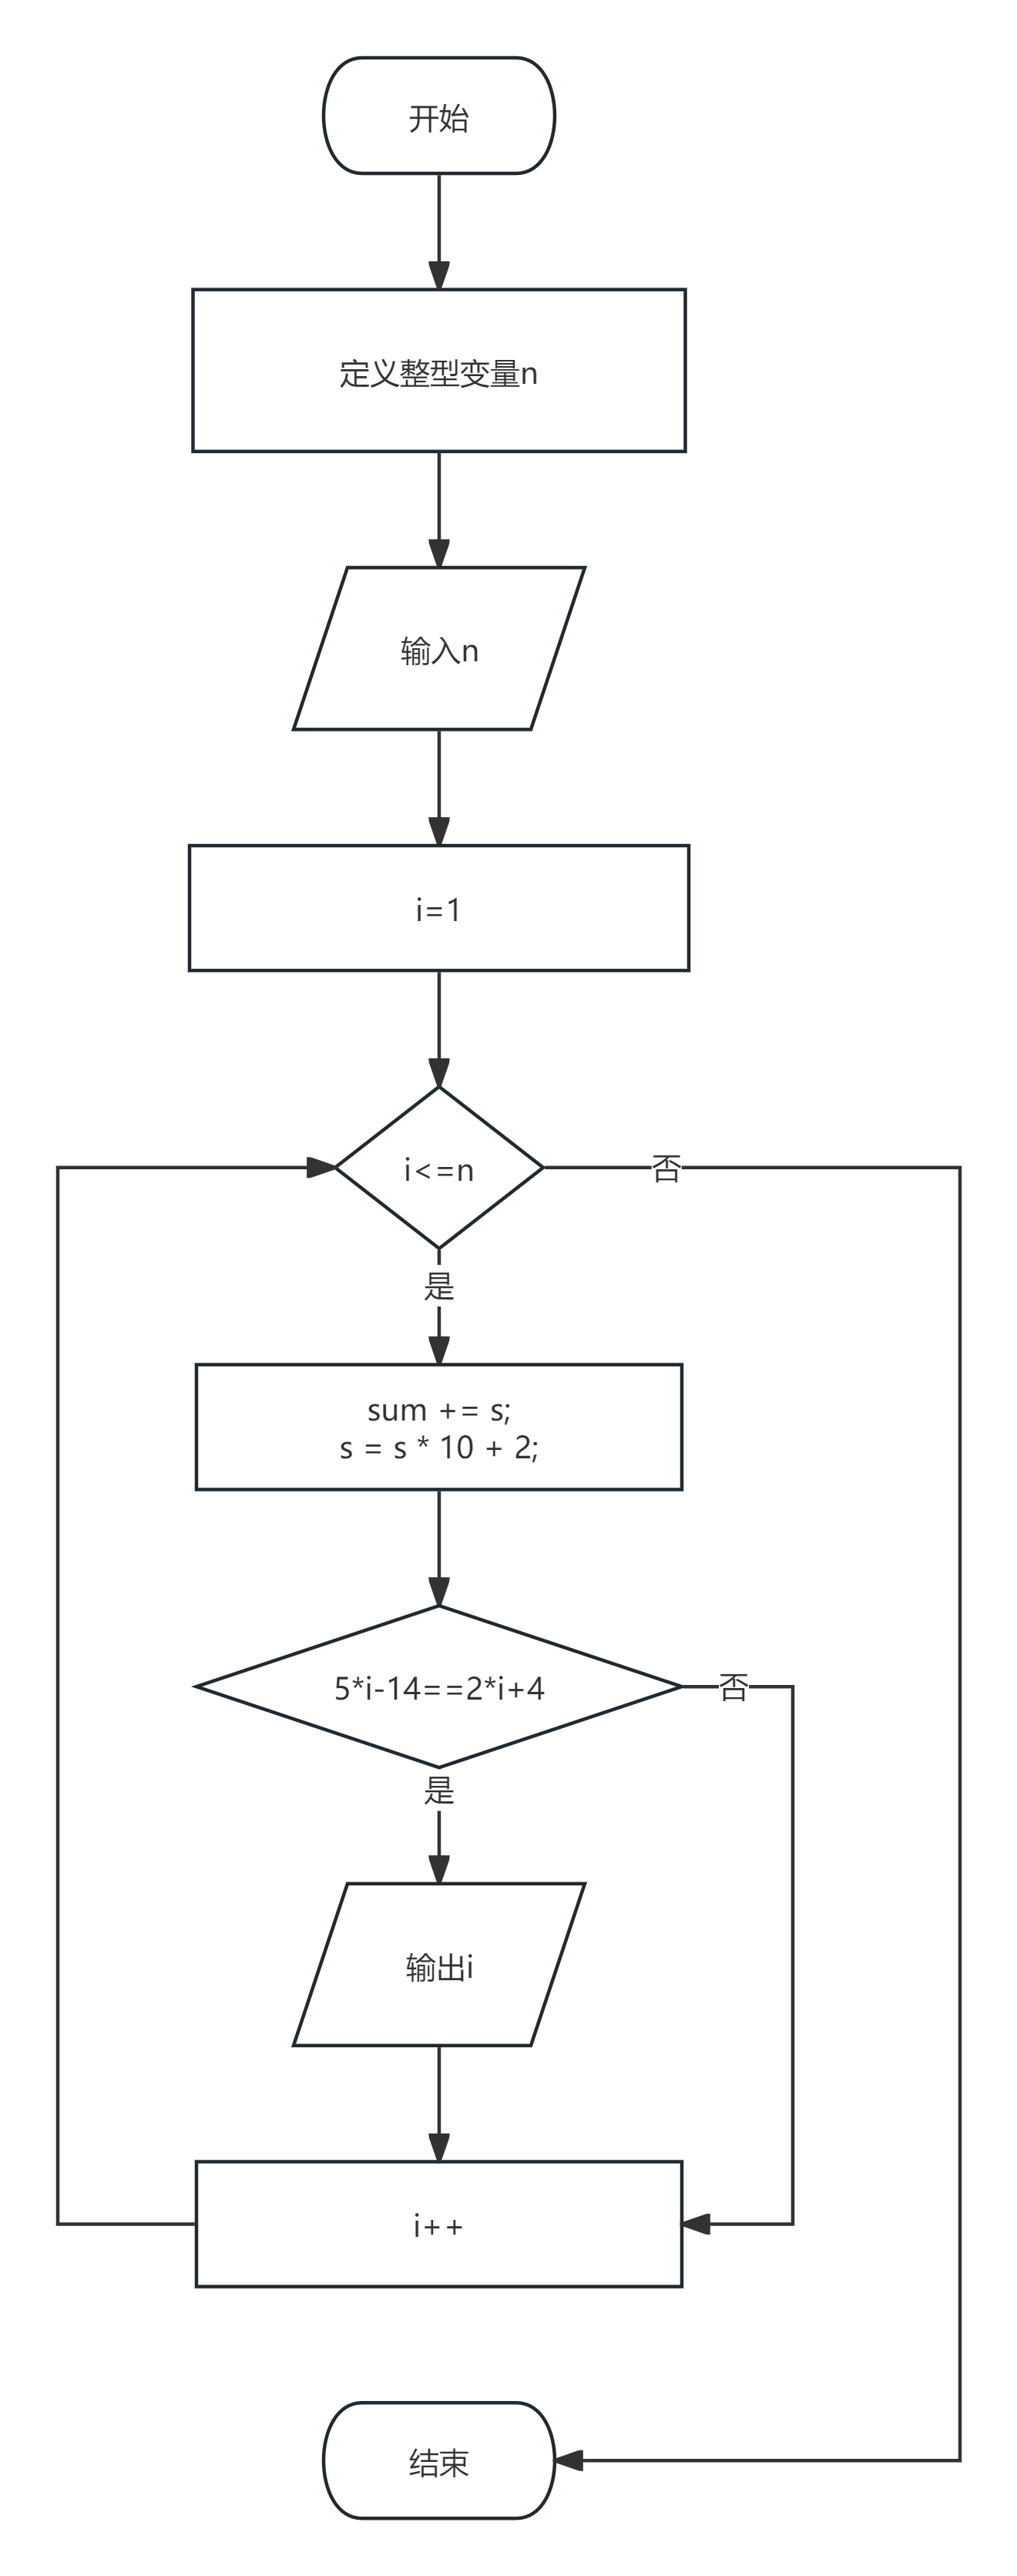 开始
定义整型变量n
输入n
i=1
i<=n
否
是
sum += s;
s = s * 10 + 2;
5*i-14==2*i+4
否
是
输出i
i++
结束